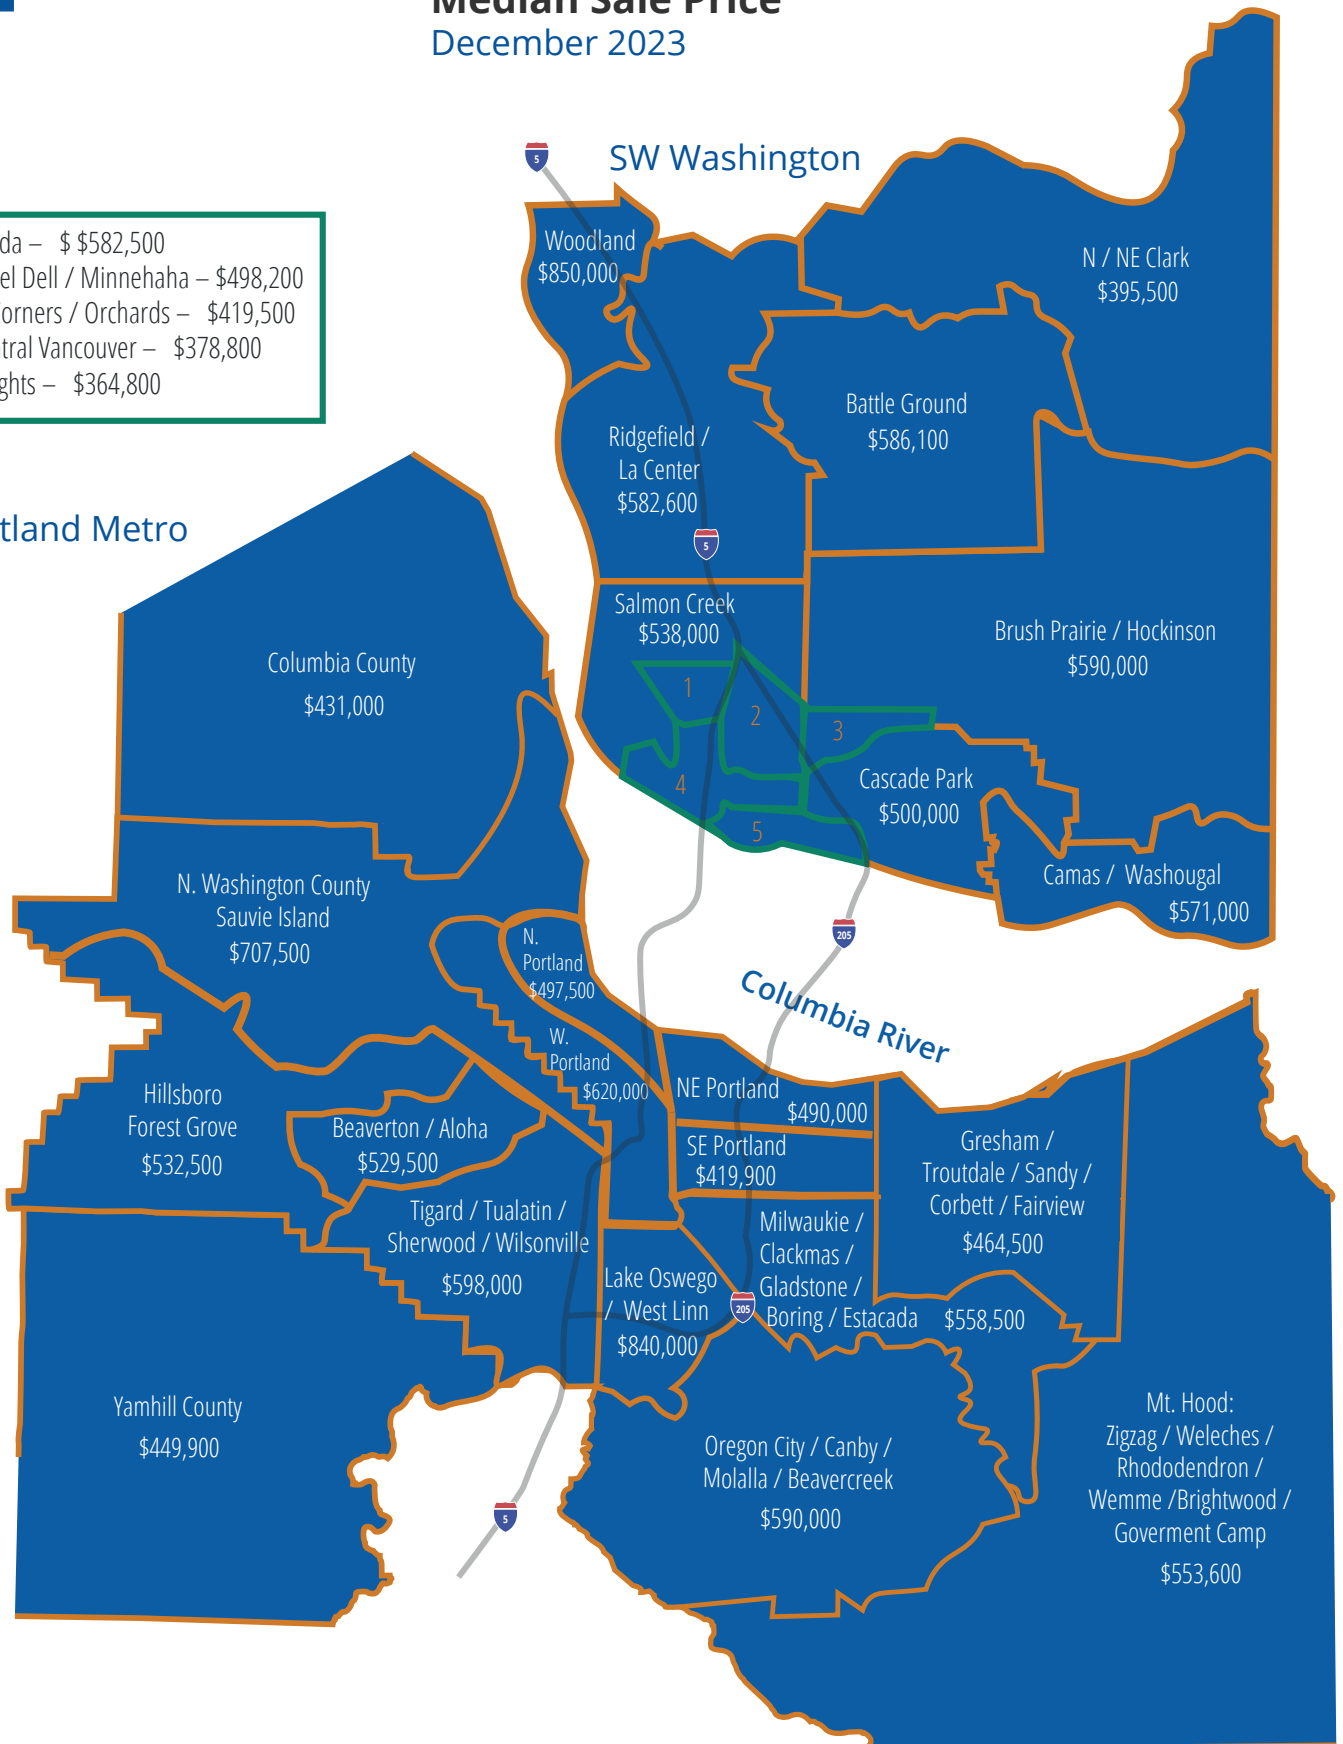 Median Sale Price
December 2023
5
SW Washington
da – $ $582,500
el Dell / Minnehaha – $498,200
orners / Orchards – $419,500
tral Vancouver – $378,800
ghts – $364,800
Woodland
$850,000
N / NE Clark
$395,500
Battle Ground
$586,100
Ridgefield /
La Center
$582,600
5
tland Metro
Salmon Creek
$538,000
Brush Prairie / Hockinson
$590,000
1
2
3
4
5
Cascade Park
$500,000
Camas / Washougal
$571,000
Columbia County
$431,000
N. Washington County
Sauvie Island
$707,500
N.
Portland
$497,500
205
Columbia River
W.
Portland
$620,000
NE Portland
$490,000
SE Portland
$419,900
Hillsboro
Forest Grove
$532,500
Beaverton / Aloha
$529,500
Gresham /
Troutdale / Sandy /
Corbett / Fairview
$464,500
Tigard / Tualatin /
Sherwood / Wilsonville
$598,000
Milwaukie /
Clackmas /
Gladstone /
Boring / Estacada
$558,500
Lake Oswego
/ West Linn
$840,000
205
Yamhill County
$449,900
Oregon City / Canby /
Molalla / Beavercreek
$590,000
Mt. Hood:
Zigzag / Weleches /
Rhododendron /
Wemme /Brightwood /
Goverment Camp
$553,600
5